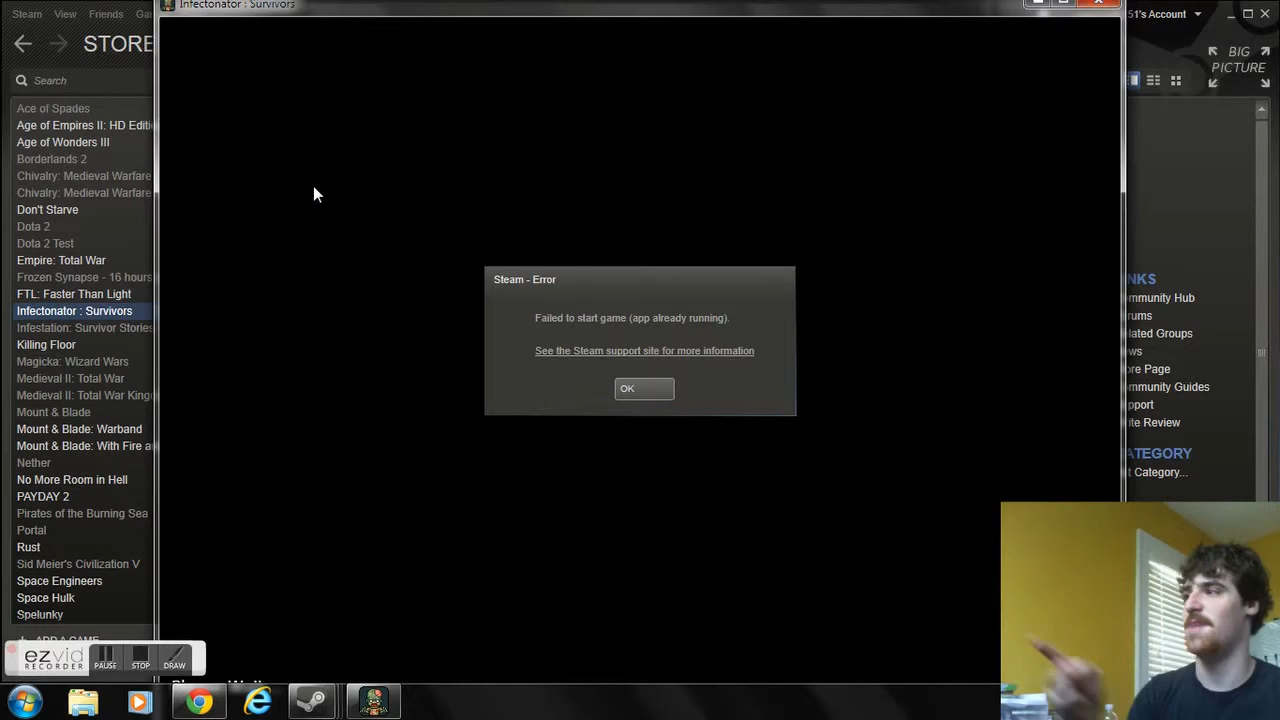 Infectonator : Survivors
Steam View Friends
51's Account
STORE
BIG
PICTURE
Search
Ace of Spades
Age of Empires II: HD Editi
Age of Wonders III
Borderlands 2
Chivalry: Medieval Warfare
Chivalry: Medieval Warfare
Don't Starve
Dota 2
Dota 2 Test
Empire: Total War
Frozen Synapse - 16 hours
FTL: Faster Than Light
Infectonator : Survivors
Infestation: Survivor Stories
Killing Floor
Magicka: Wizard Wars
Medieval II: Total War
Medieval II: Total War King
Mount & Blade
Mount & Blade: Warband
Mount & Blade: With Fire a
Nether
No More Room in Hell
PAYDAY 2
Pirates of the Burning Sea
Portal
Rust
Sid Meier's Civilization V
Space Engineers
Space Hulk
Spelunky
ADD A GAME
Steam - Error
Failed to start game (app already running).
See the Steam support site for more information
OK
NKS
mmunity Hub
rums
lated Groups
ws
ore Page
mmunity Guides
pport
ite Review
ATEGORY
t Category...
ezvid
RECORDER
PAUSE STOP DRAW